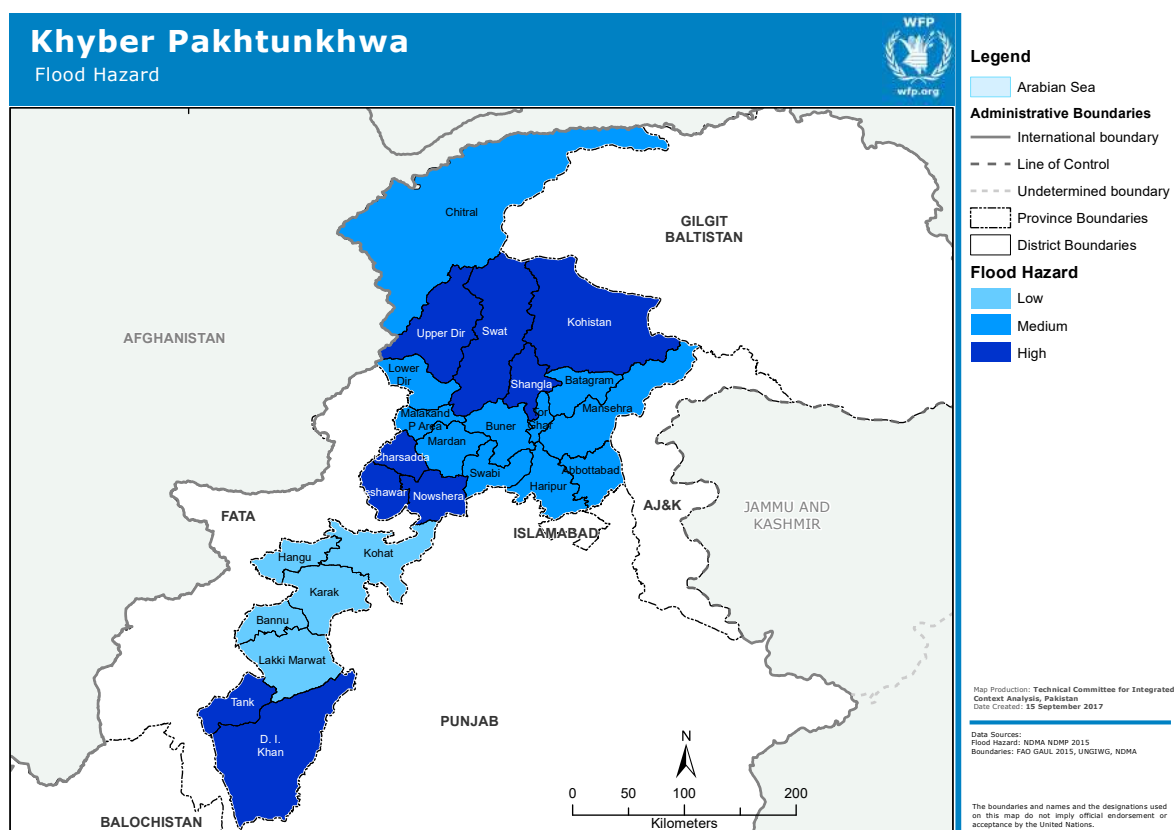 Khyber Pakhtunkhwa
Flood Hazard
WFP
wfp.org
Chitral
GILGIT
BALTISTAN
AFGHANISTAN
Upper Dir
Swat
Kohistan
Lower
Dir
Shangla
Batagram
Malakand
P Area
Buner
Tor
Ghar
Mansehra
Mardan
Charsadda
Swabi
Abbottabad
eshawar
Nowshera
Haripur
FATA
ISLAMABAD
AJ&K
JAMMU AND
KASHMIR
Hangu
Kohat
Karak
Bannu
Lakki Marwat
Tank
D. I.
Khan
PUNJAB
BALOCHISTAN
N
0 50 100 200
Kilometers
Legend
Arabian Sea
Administrative Boundaries
International boundary
Line of Control
Undetermined boundary
Province Boundaries
District Boundaries
Flood Hazard
Low
Medium
High
Map Production: Technical Committee for Integrated
Context Analysis, Pakistan
Date Created: 15 September 2017
Data Sources:
Flood Hazard: NDMA NDMP 2015
Boundaries: FAO GAUL 2015, UNGIWG, NDMA
The boundaries and names and the designations used
on this map do not imply official endorsement or
acceptance by the United Nations.